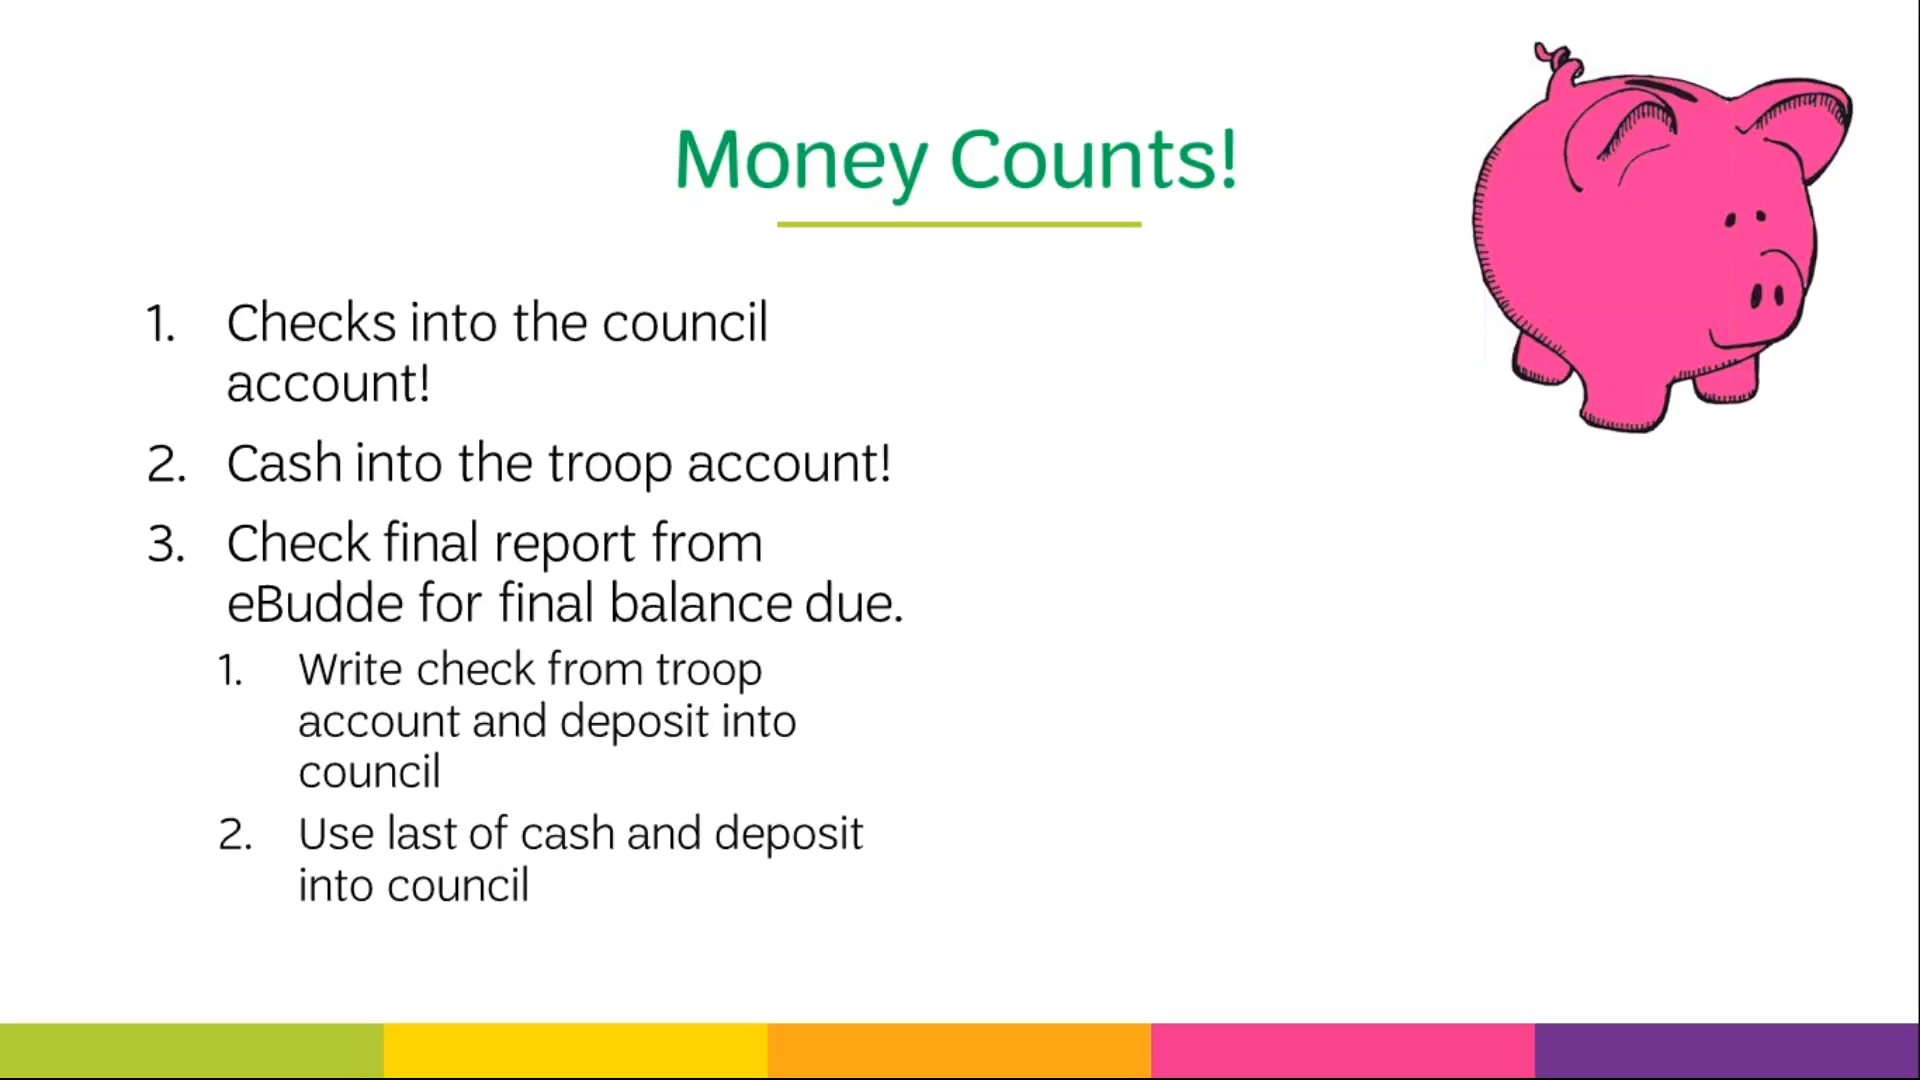 Money Counts!
1. Checks into the council
account!
2. Cash into the troop account!
3. Check final report from
eBudde for final balance due.
1. Write check from troop
account and deposit into
council
2. Use last of cash and deposit
into council